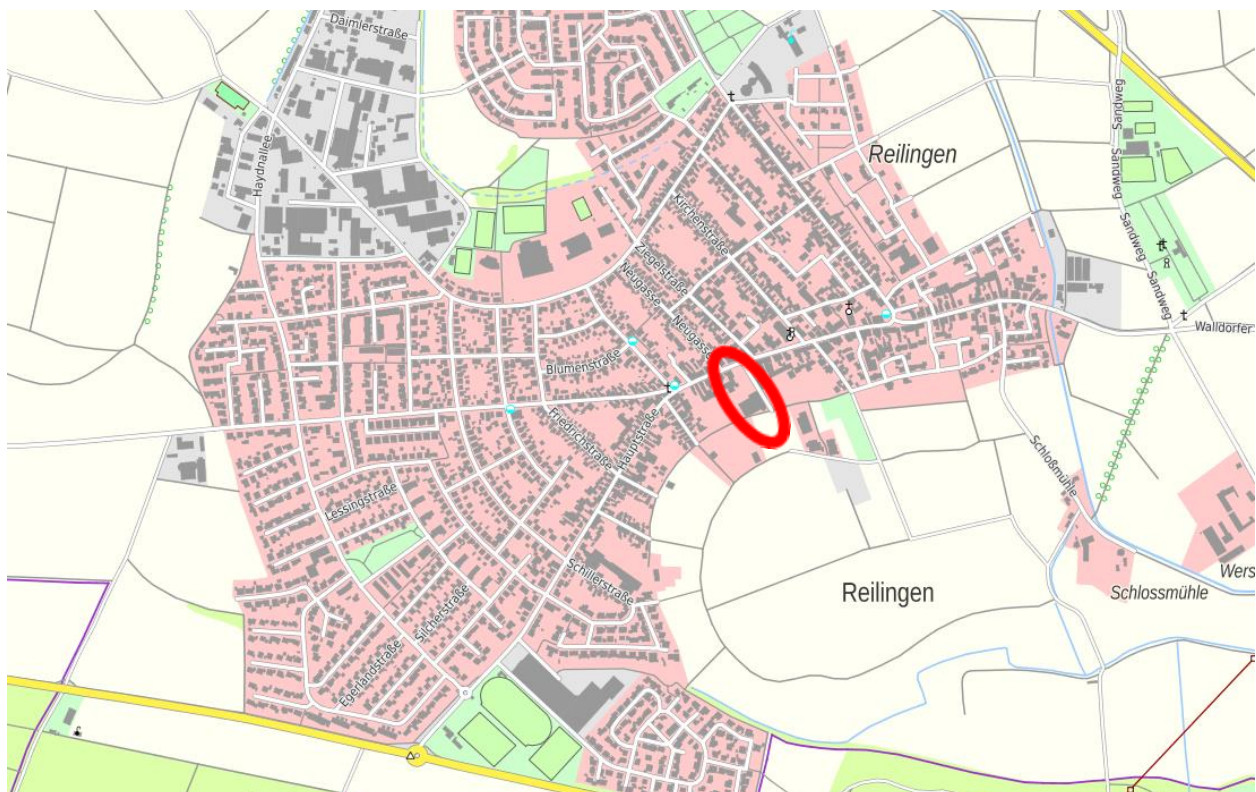 Daimlerstraße
Haydnallee
Reilingen
Sandweg
Sandweg
Sandweg
Sandweg
Kirchenstraße
Ziegelstraße
Neugasse
Neugasse
Walldorfer
Blumenstraße
Friedrichstraße
Hauptstraße
Schloßmühle
Lessingstraße
Schillerstraße
Reilingen
Schlossmühle
Wers
Silcherstraße
Egerlandstraße